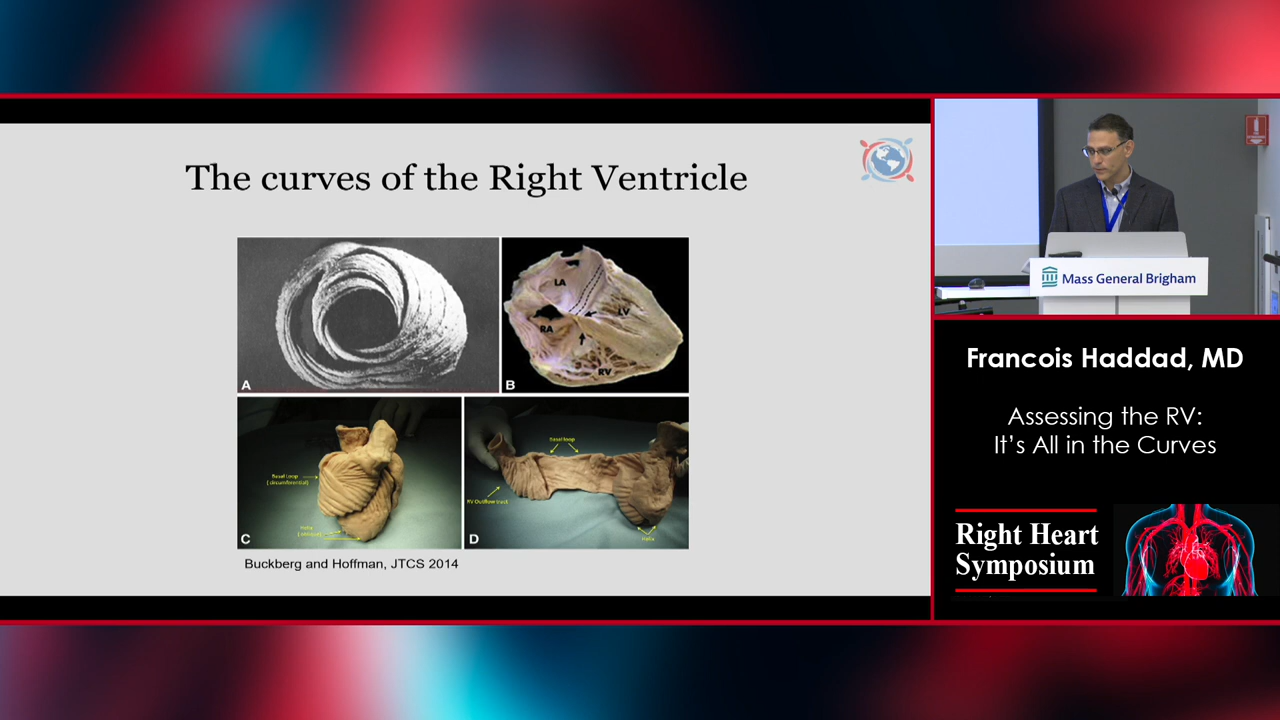 The curves of the Right Ventricle
A
LA
LV
RA
RV
B
Basal Loop
(circumferential)
Helix
C
Basal loop
RV Outflow tract
Helix
D
Buckberg and Hoffman, JTCS 2014
Mass General Brigham
Francois Haddad, MD
Assessing the RV:
It's All in the Curves
Right Heart
Symposium